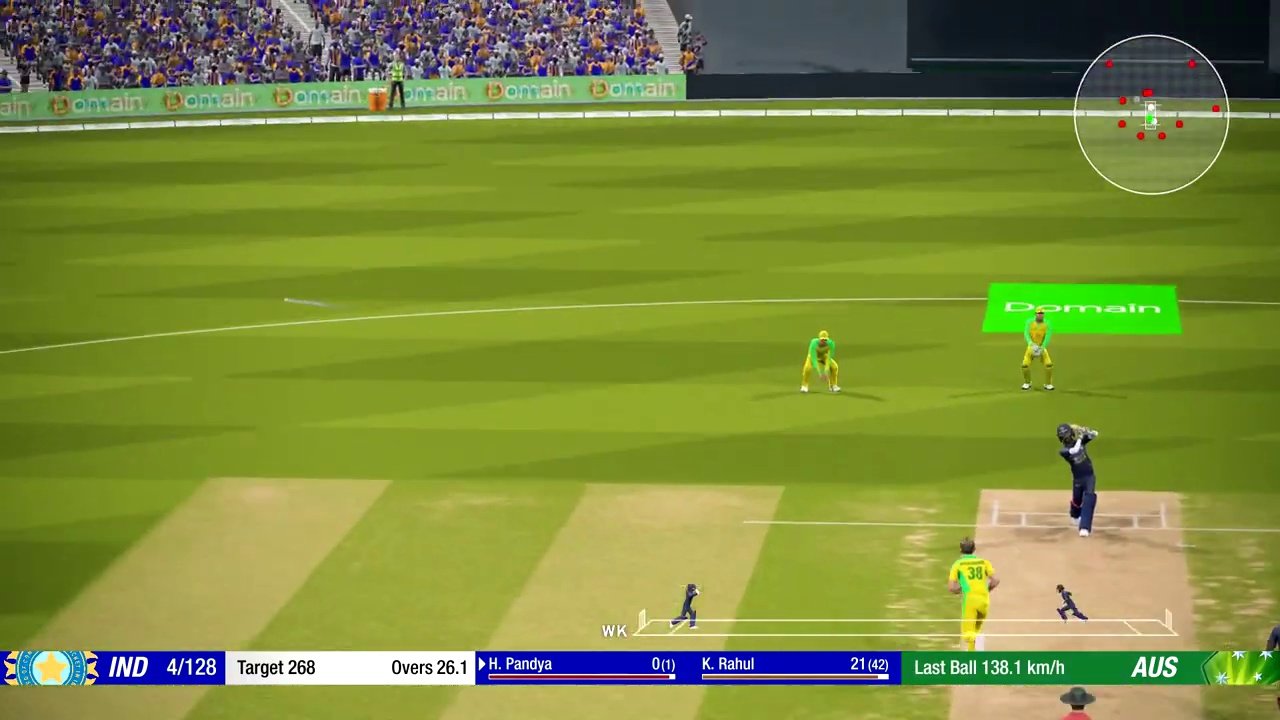 Domain Domain Domain Domain Domain Domain
Domain
38
WK
IND 4/128 Target 268 Overs 26.1 H. Pandya 0(1) K. Rahul 21(42) Last Ball 138.1 km/h AUS